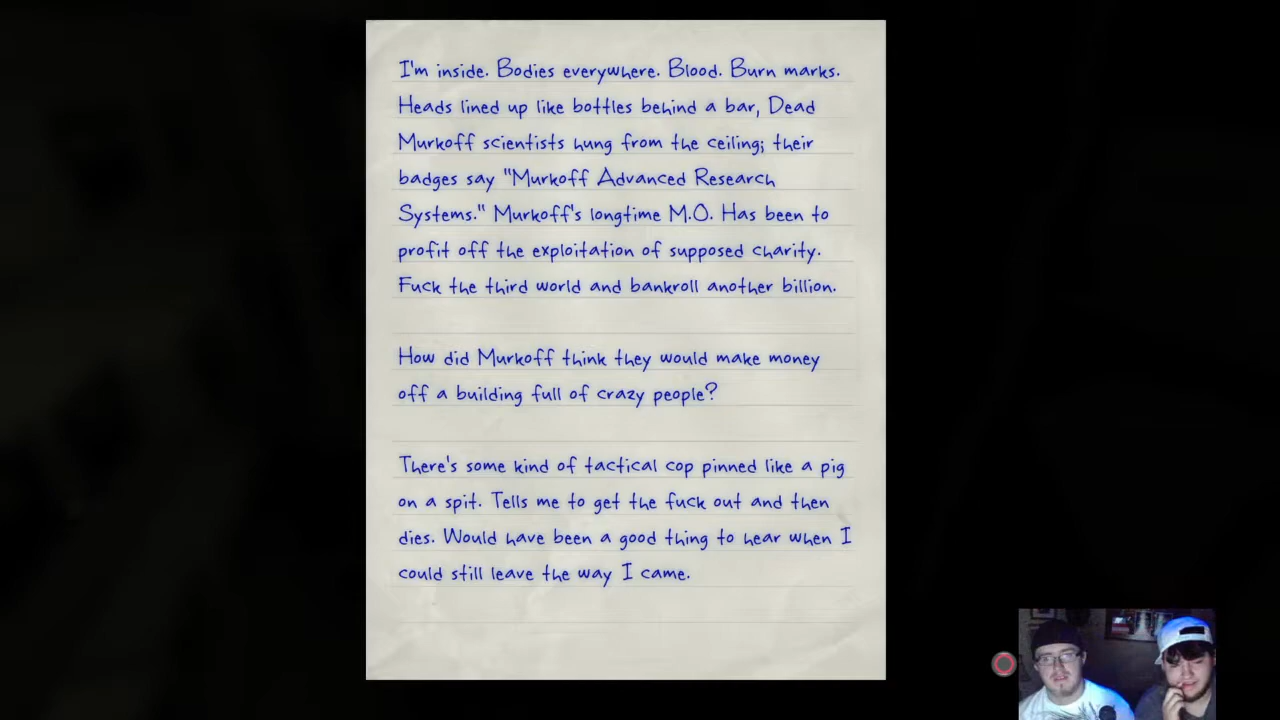 I'm inside. Bodies everywhere. Blood. Burn marks.
Heads lined up like bottles behind a bar, Dead
Murkoff scientists hung from the ceiling; their
badges say "Murkoff Advanced Research
Systems." Murkoff's longtime M.O. Has been to
profit off the exploitation of supposed charity.
Fuck the third world and bankroll another billion.
How did Murkoff think they would make money
off a building full of crazy people?
There's some kind of tactical cop pinned like a pig
on a spit. Tells me to get the fuck out and then
dies. Would have been a good thing to hear when I
could still leave the way I came.